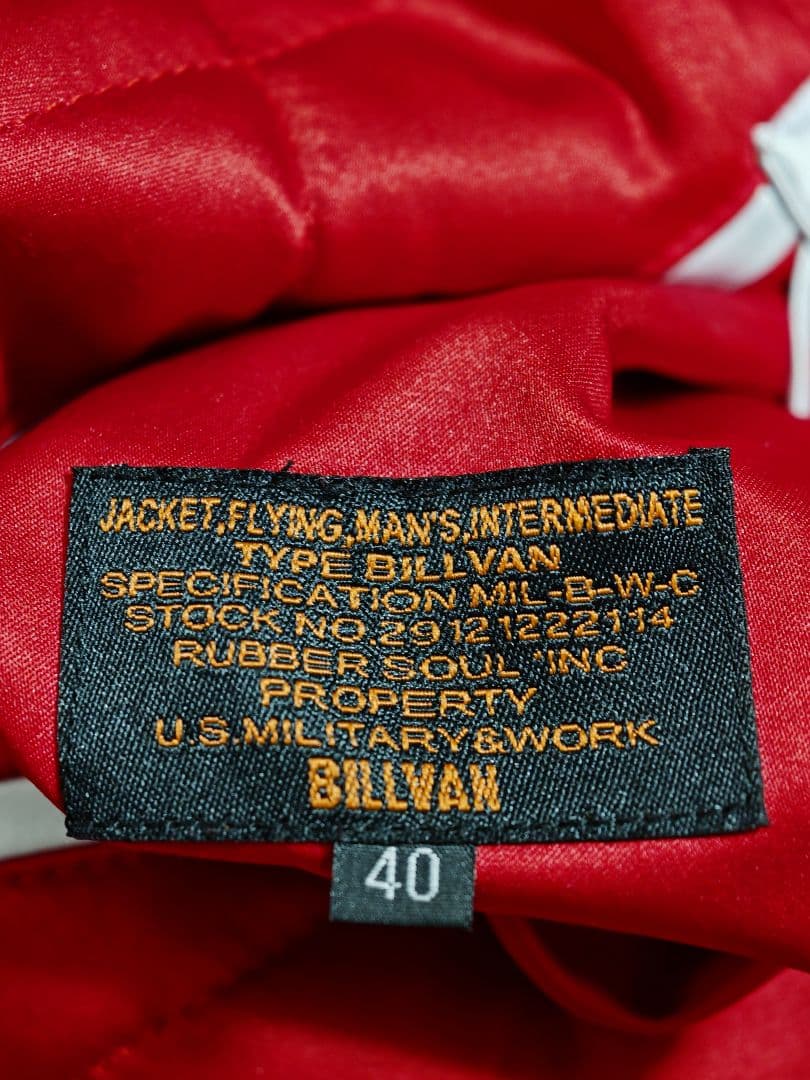 JACKET,FLYING,MAN'S,INTERMEDIATE
TYPE BILLVAN
SPECIFICATION MIL-B-W-C
STOCK NO.29 12 1222114
RUBBER SOUL 'INC
PROPERTY
U.S.MILITARY&WORK
BILLVAN
40